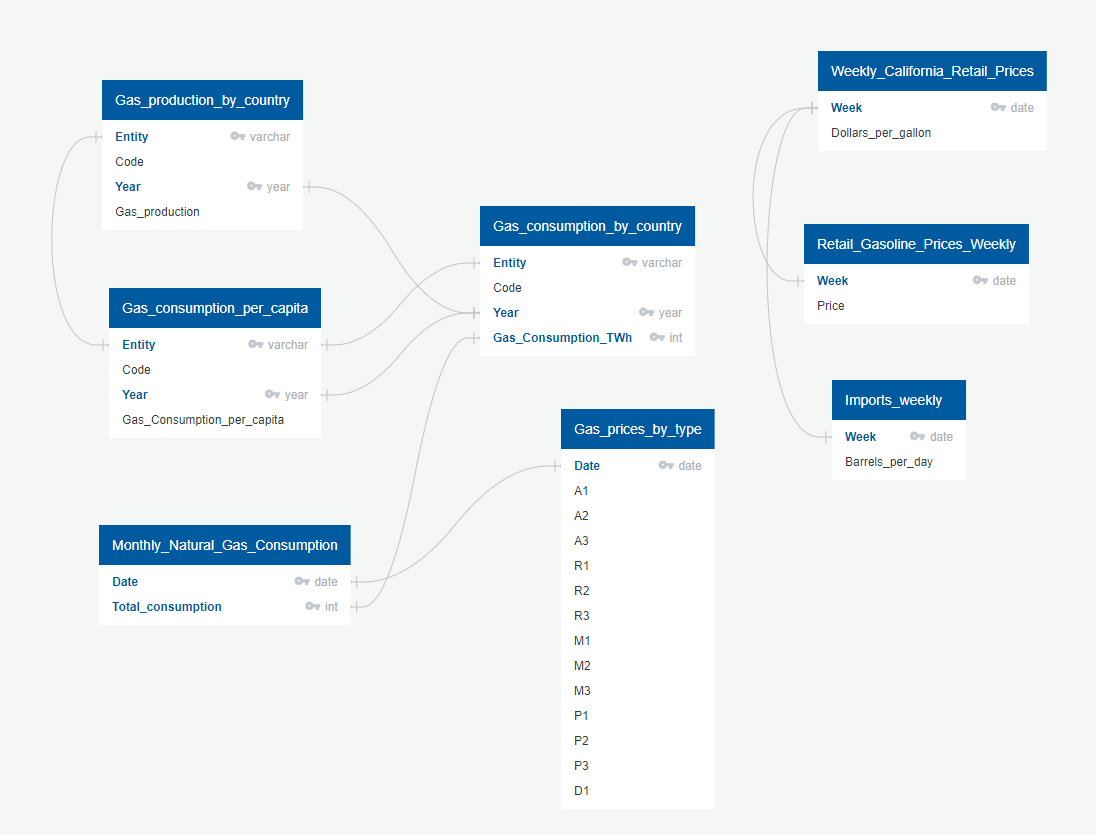 Gas_production_by_country
Entity varchar
Code
Year year
Gas_production
Gas_consumption_per_capita
Entity varchar
Code
Year year
Gas_Consumption_per_capita
Monthly_Natural_Gas_Consumption
Date date
Total_consumption int
Gas_consumption_by_country
Entity varchar
Code
Year year
Gas_Consumption_TWh int
Gas_prices_by_type
Date date
A1
A2
A3
R1
R2
R3
M1
M2
M3
P1
P2
P3
D1
Weekly_California_Retail_Prices
Week date
Dollars_per_gallon
Retail_Gasoline_Prices_Weekly
Week date
Price
Imports_weekly
Week date
Barrels_per_day